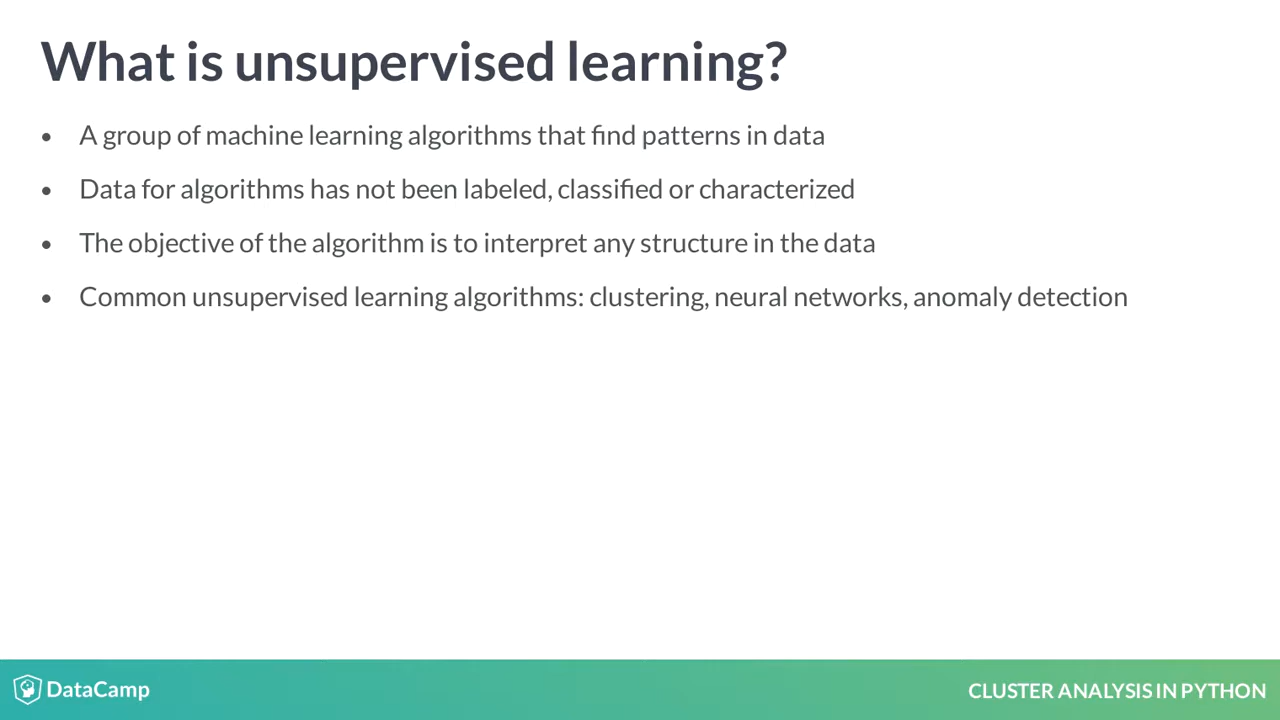 What is unsupervised learning?
• A group of machine learning algorithms that find patterns in data
• Data for algorithms has not been labeled, classified or characterized
• The objective of the algorithm is to interpret any structure in the data
• Common unsupervised learning algorithms: clustering, neural networks, anomaly detection
DataCamp
CLUSTER ANALYSIS IN PYTHON